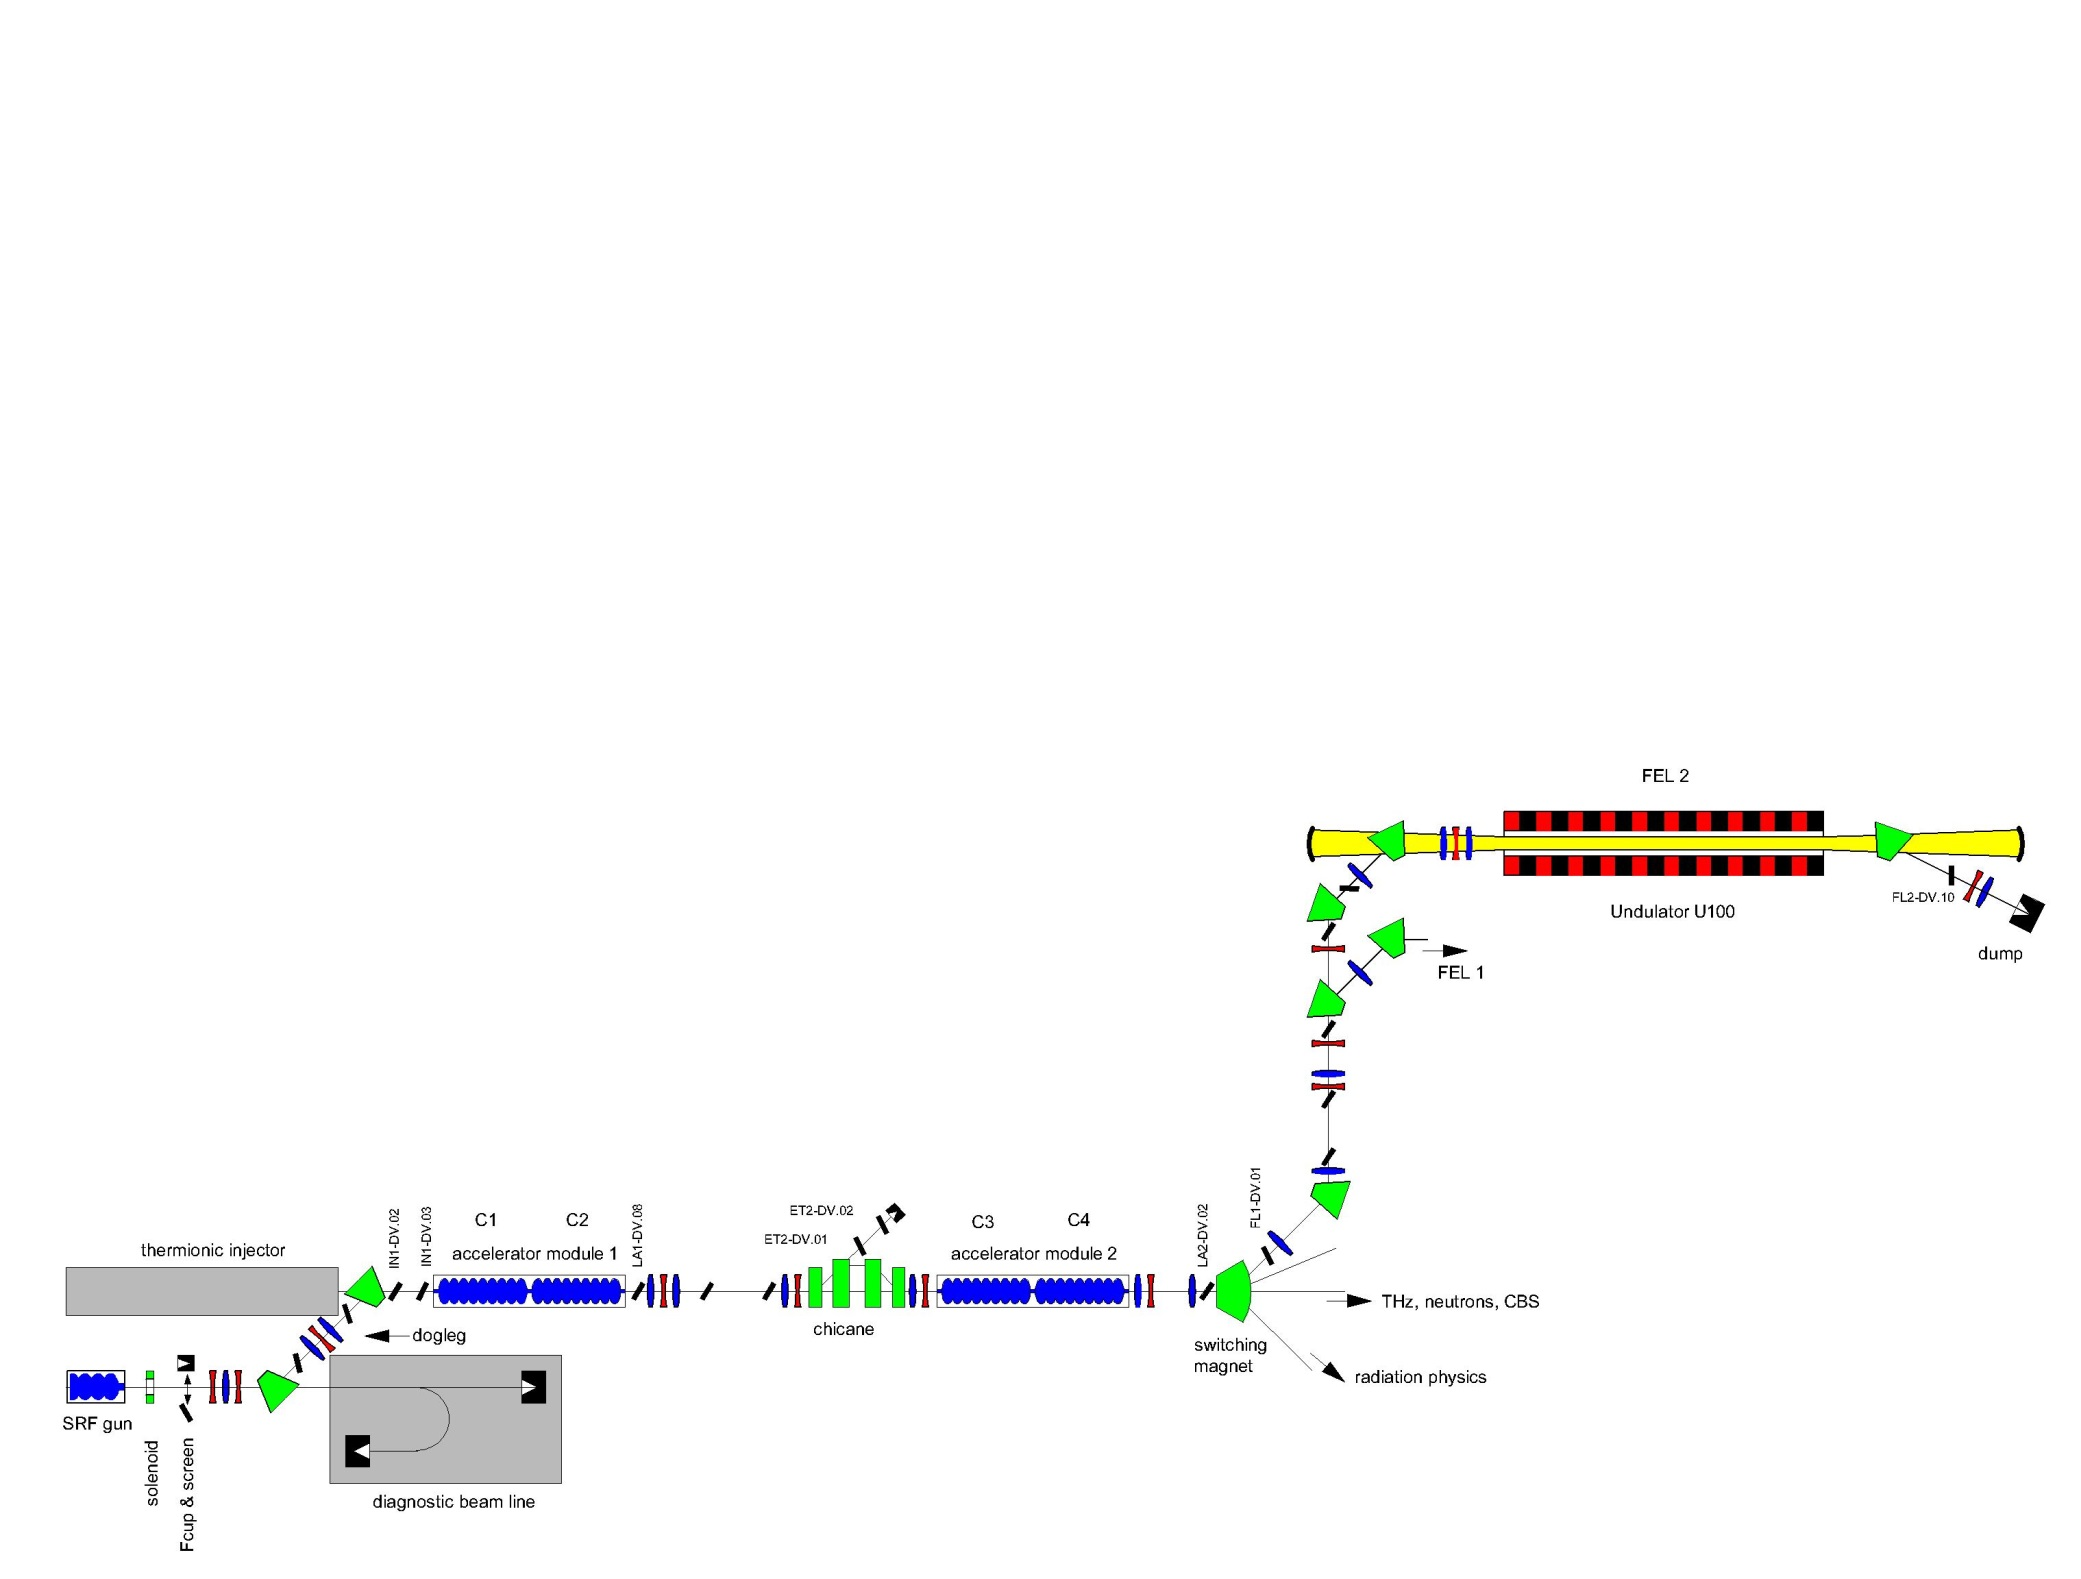 FEL 2
FL2-DV.10
Undulator U100
dump
FEL 1
FL1-DV.01
ET2-DV.02
ET2-DV.01
IN1-DV.02
IN1-DV.03
LA1-DV.08
LA2-DV.02
C1
C2
C3
C4
thermionic injector
accelerator module 1
accelerator module 2
chicane
dogleg
THz, neutrons, CBS
switching
magnet
radiation physics
SRF gun
solenoid
Fcup & screen
diagnostic beam line